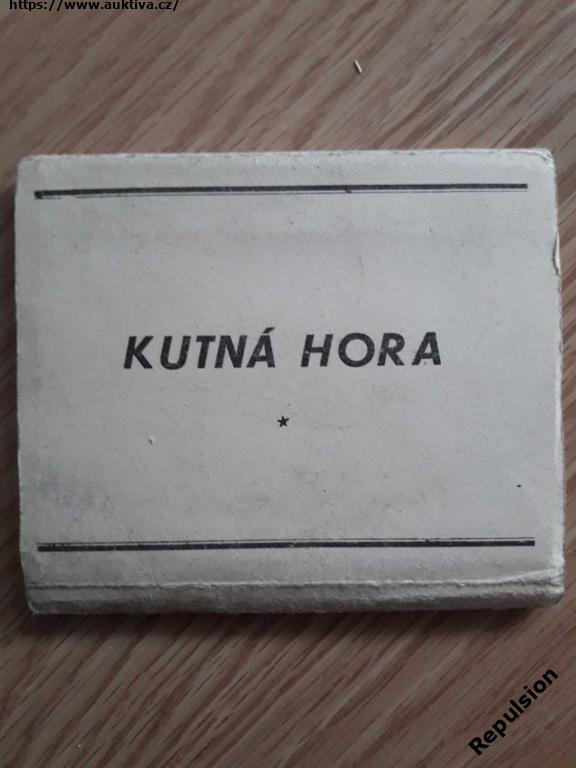 https://www.auktiva.cz/
KUTNÁ HORA
*
Repulsion